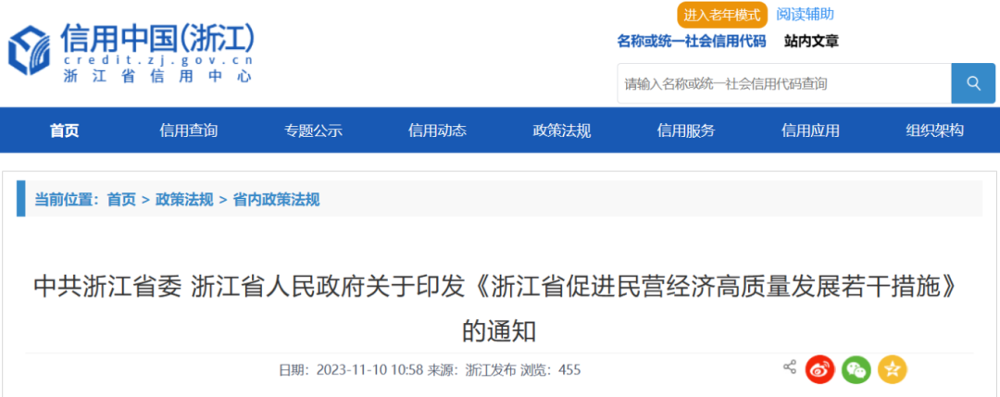 进入老年模式 阅读辅助
信用中国(浙江)
credit.zj.gov.cn
浙江省信用中心
名称或统一社会信用代码 站内文章
请输入名称或统一社会信用代码查询
首页 信用查询 专题公示 信用动态 政策法规 信用服务 信用应用 组织架构
当前位置：首页 > 政策法规 > 省内政策法规
中共浙江省委 浙江省人民政府关于印发《浙江省促进民营经济高质量发展若干措施》
的通知
日期：2023-11-10 10:58 来源：浙江发布 浏览：455